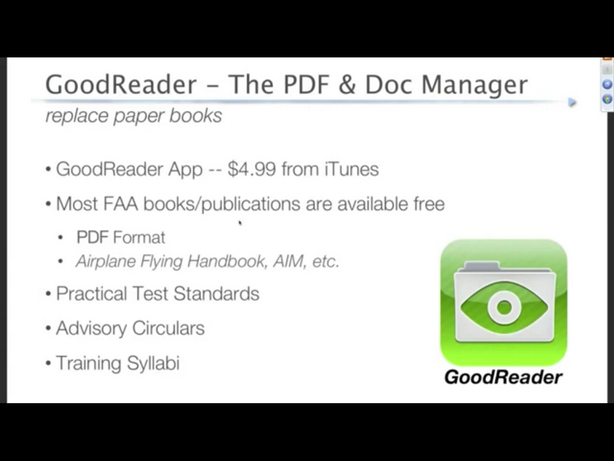 GoodReader – The PDF & Doc Manager
replace paper books
• GoodReader App -- $4.99 from iTunes
• Most FAA books/publications are available free
• PDF Format
• Airplane Flying Handbook, AIM, etc.
• Practical Test Standards
• Advisory Circulars
• Training Syllabi
GoodReader